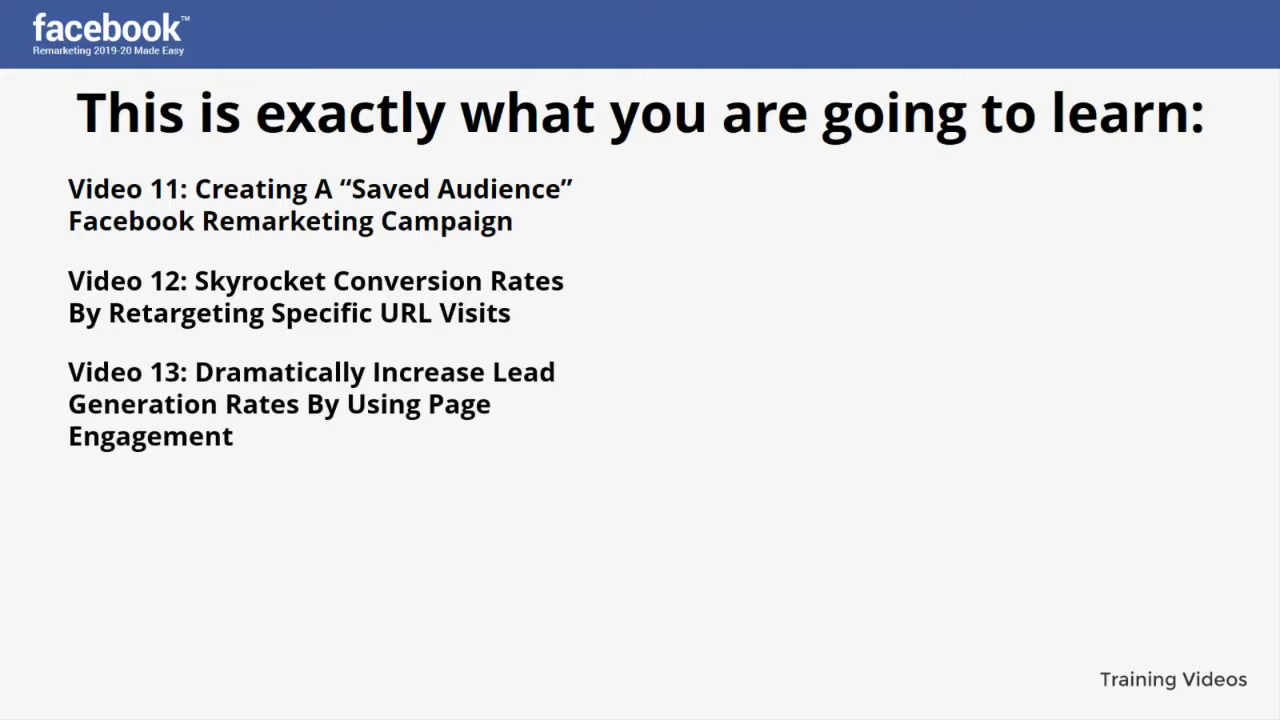 facebook™
Remarketing 2019-20 Made Easy
This is exactly what you are going to learn:
Video 11: Creating A “Saved Audience”
Facebook Remarketing Campaign
Video 12: Skyrocket Conversion Rates
By Retargeting Specific URL Visits
Video 13: Dramatically Increase Lead
Generation Rates By Using Page
Engagement
Training Videos